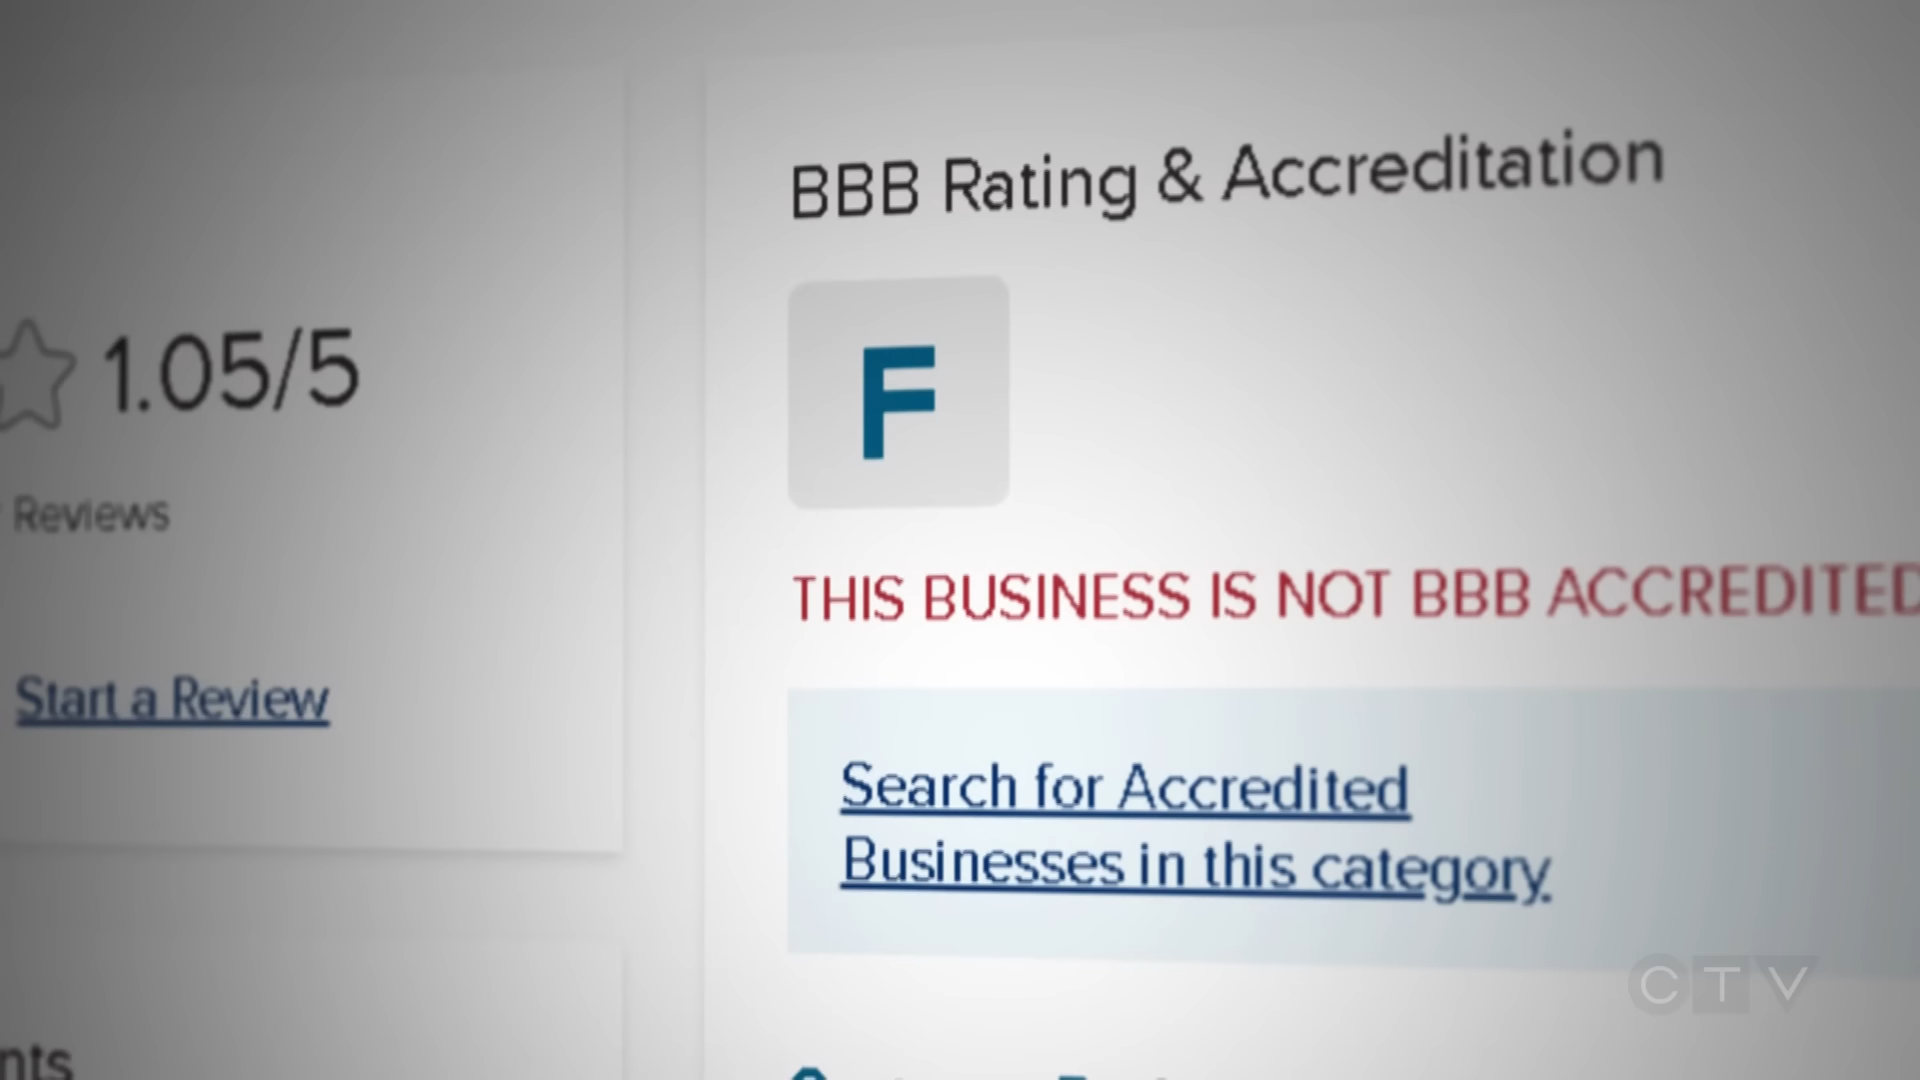 BBB Rating & Accreditation
F
1.05/5
Reviews
THIS BUSINESS IS NOT BBB ACCREDITED
Start a Review
Search for Accredited
Businesses in this category.
CTV